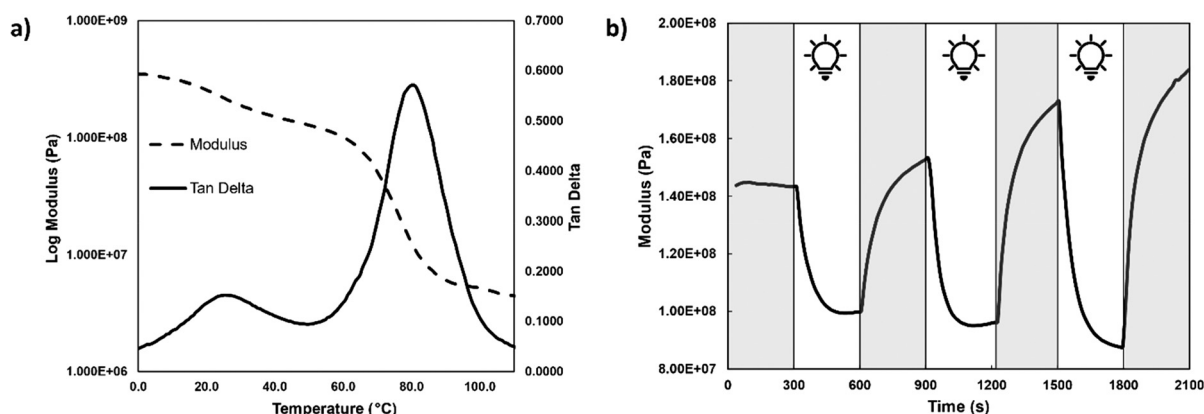 a)
1.000E+09
1.000E+08
1.000E+07
1.000E+06
Log Modulus (Pa)
Modulus
Tan Delta
0.7000
0.6000
0.5000
0.4000
0.3000
0.2000
0.1000
0.0000
Tan Delta
0.0 20.0 40.0 60.0 80.0 100.0
Temperature (°C)
b)
2.00E+08
1.80E+08
1.60E+08
1.40E+08
1.20E+08
1.00E+08
8.00E+07
Modulus (Pa)
0 300 600 900 1200 1500 1800 2100
Time (s)